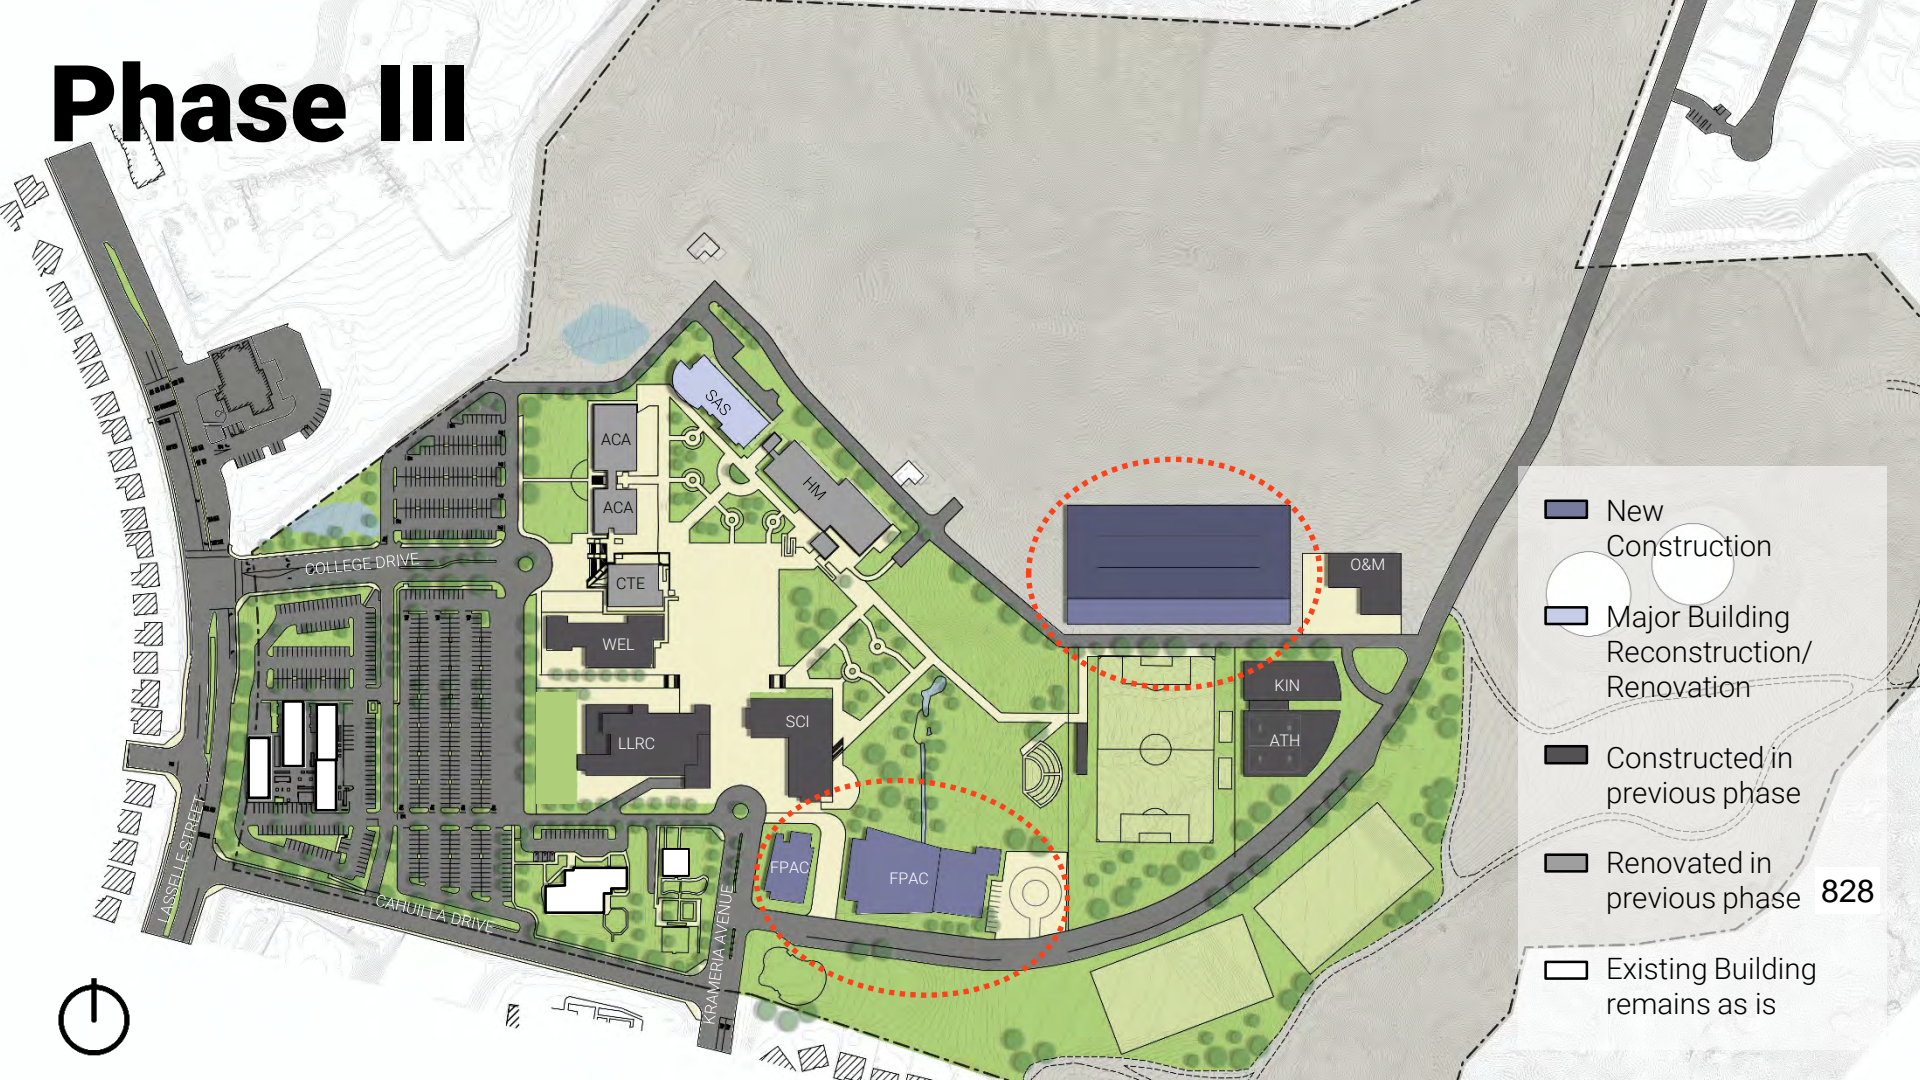 Phase III
SAS
ACA
HM
ACA
COLLEGE DRIVE
CTE
O&M
WEL
KIN
SCI
LLRC
ATH
FPAC
FPAC
LASSELLE STREET
CAHUILLA DRIVE
KRAMERIA AVENUE
New
Construction
Major Building
Reconstruction/
Renovation
Constructed in
previous phase
Renovated in
previous phase
828
Existing Building
remains as is